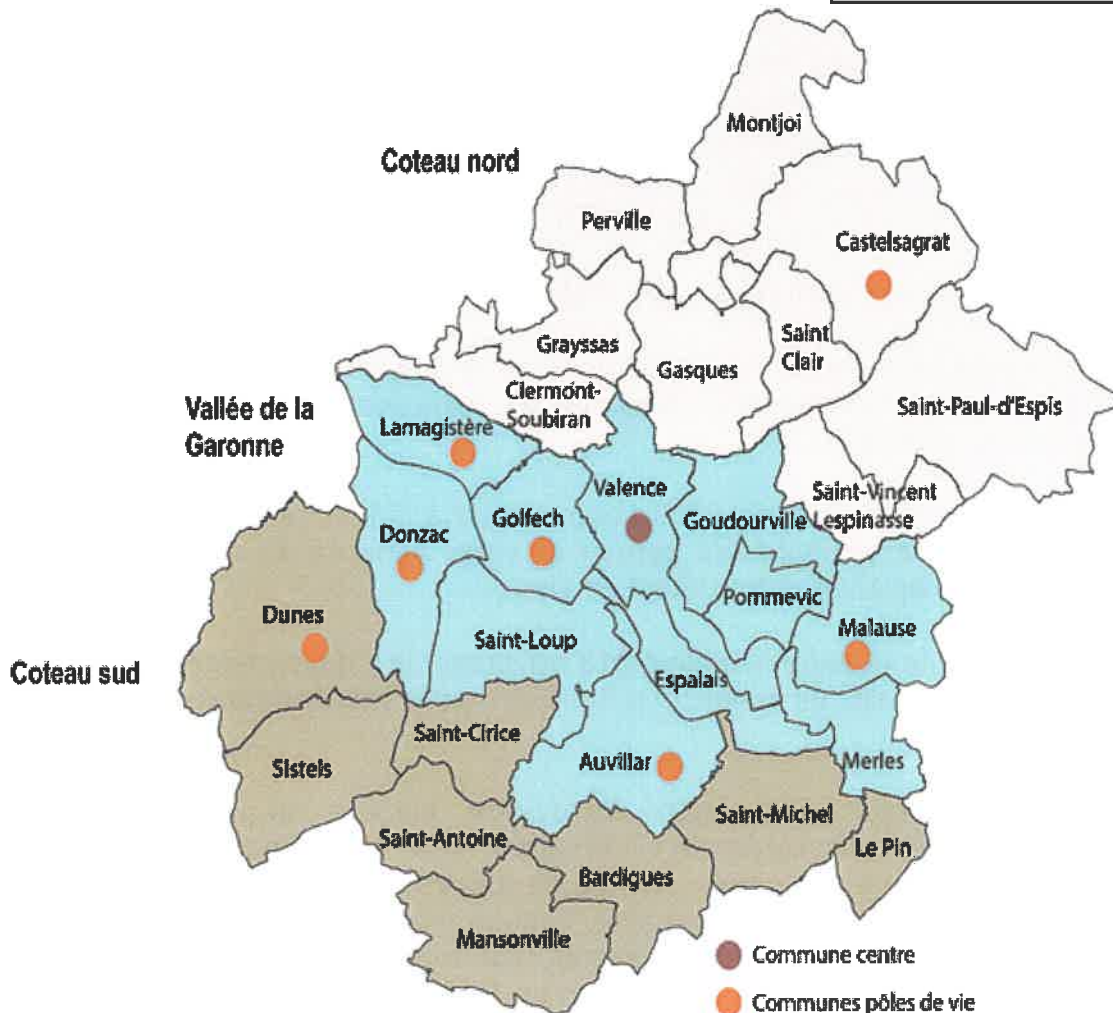 Montjoi
Coteau nord
Perville
Castelsagrat
Grayssas
Saint
Clair
Gasques
Clermont-
Soubiran
Saint-Paul-d'Espis
Vallée de la
Garonne
Lamagistère
Valence
Saint-Vincent
Lespinasse
Golfech
Goudourville
Donzac
Pommevic
Dunes
Malause
Saint-Loup
Coteau sud
Espalais
Saint-Cirice
Sistels
Auvillar
Merles
Saint-Michel
Saint-Antoine
Le Pin
Bardigues
Mansonville
Commune centre
Communes pôles de vie